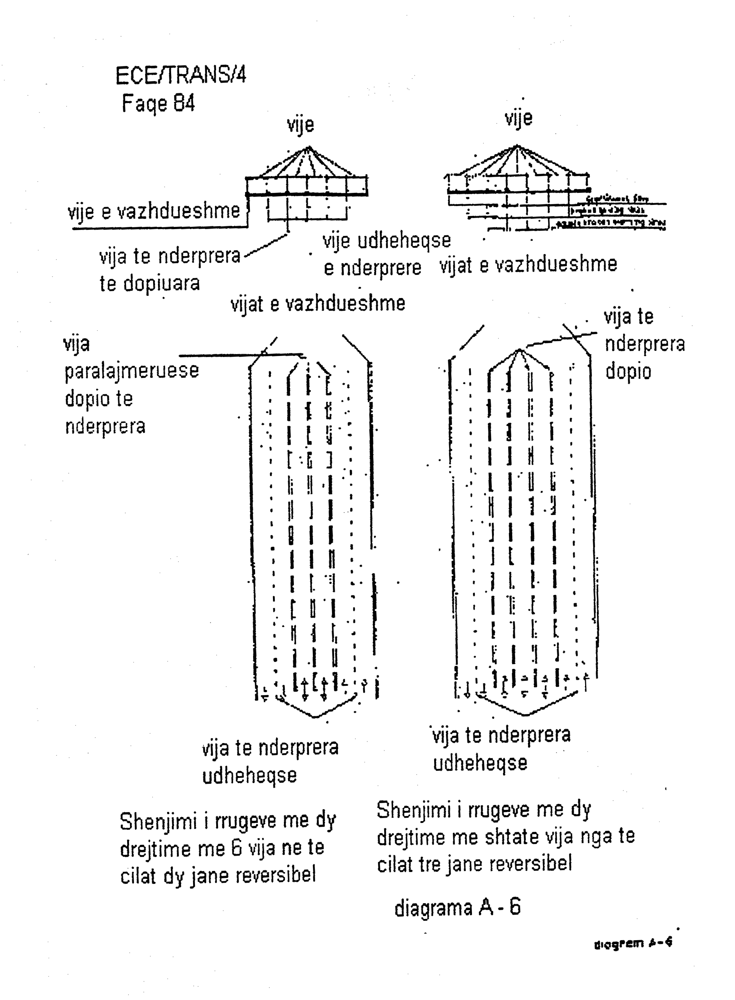 ECE/TRANS/4
Faqe 84
vije
vije
vije e vazhdueshme
vija te nderprera
te dopiuara
vije udheheqse
e nderprere
vijat e vazhdueshme
vijat e vazhdueshme
vija
paralajmeruese
dopio te
nderprera
vija te
nderprera
dopio
vija te nderprera
udheheqse
vija te nderprera
udheheqse
Shenjimi i rrugeve me dy
drejtime me 6 vija ne te
cilat dy jane reversibel
Shenjimi i rrugeve me dy
drejtime me shtate vija nga te
cilat tre jane reversibel
diagrama A - 6
diagrem A-6